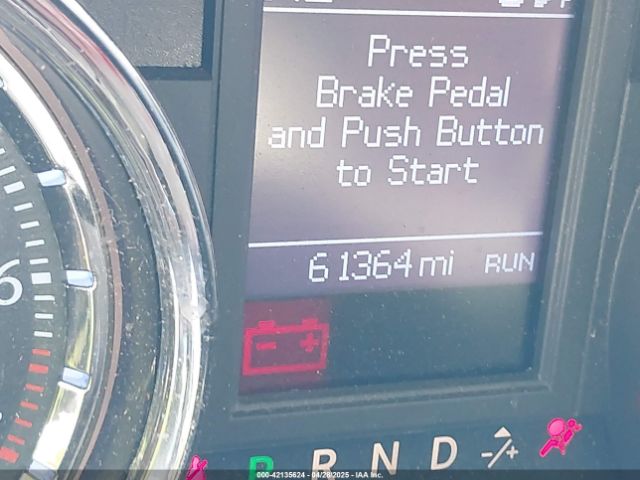 Press
Brake Pedal
and Push Button
to Start
61364 mi RUN
6
- +
P R N D -/+
000-42135624 - 04/28/2025 - IAA Inc.